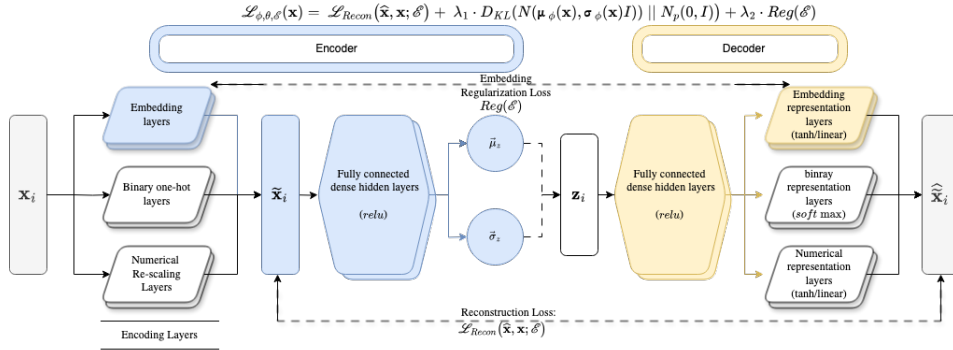 ℒ_{ϕ,θ,ℰ}(𝐱) = ℒ_{Recon}(𝐱̂, 𝐱; ℰ) + λ₁ · D_{KL}(N(𝛍_ϕ(𝐱), 𝛔_ϕ(𝐱)I)) || N_p(0, I)) + λ₂ · Reg(ℰ)
Encoder
Decoder
Embedding
Regularization Loss
Reg(ℰ)
Embedding
layers
Embedding
representation
layers
(tanh/linear)
𝐱_i
Binary one-hot
layers
𝐱̃_i
Fully connected
dense hidden layers
(relu)
μ⃗_z
σ⃗_z
𝐳_i
Fully connected
dense hidden layers
(relu)
binray
representation
layers
(soft max)
𝐱̃̂_i
Numerical
Re-scaling
Layers
Numerical
representation
layers
(tanh/linear)
Reconstruction Loss:
ℒ_{Recon}(𝐱̂, 𝐱; ℰ)
Encoding Layers